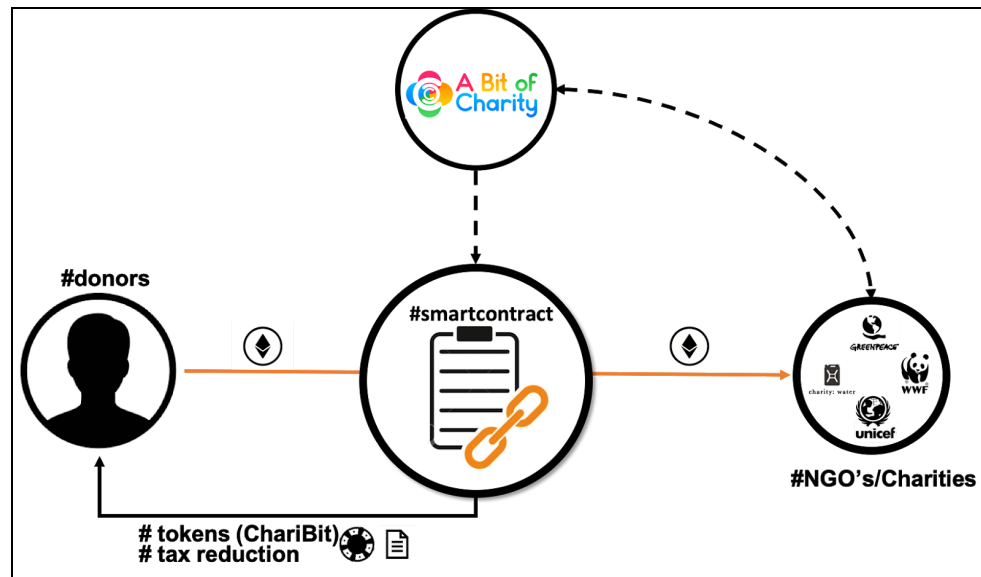 A Bit of
Charity
#donors
#smartcontract
GREENPEACE
charity: water
WWF
unicef
#NGO's/Charities
# tokens (ChariBit)
# tax reduction